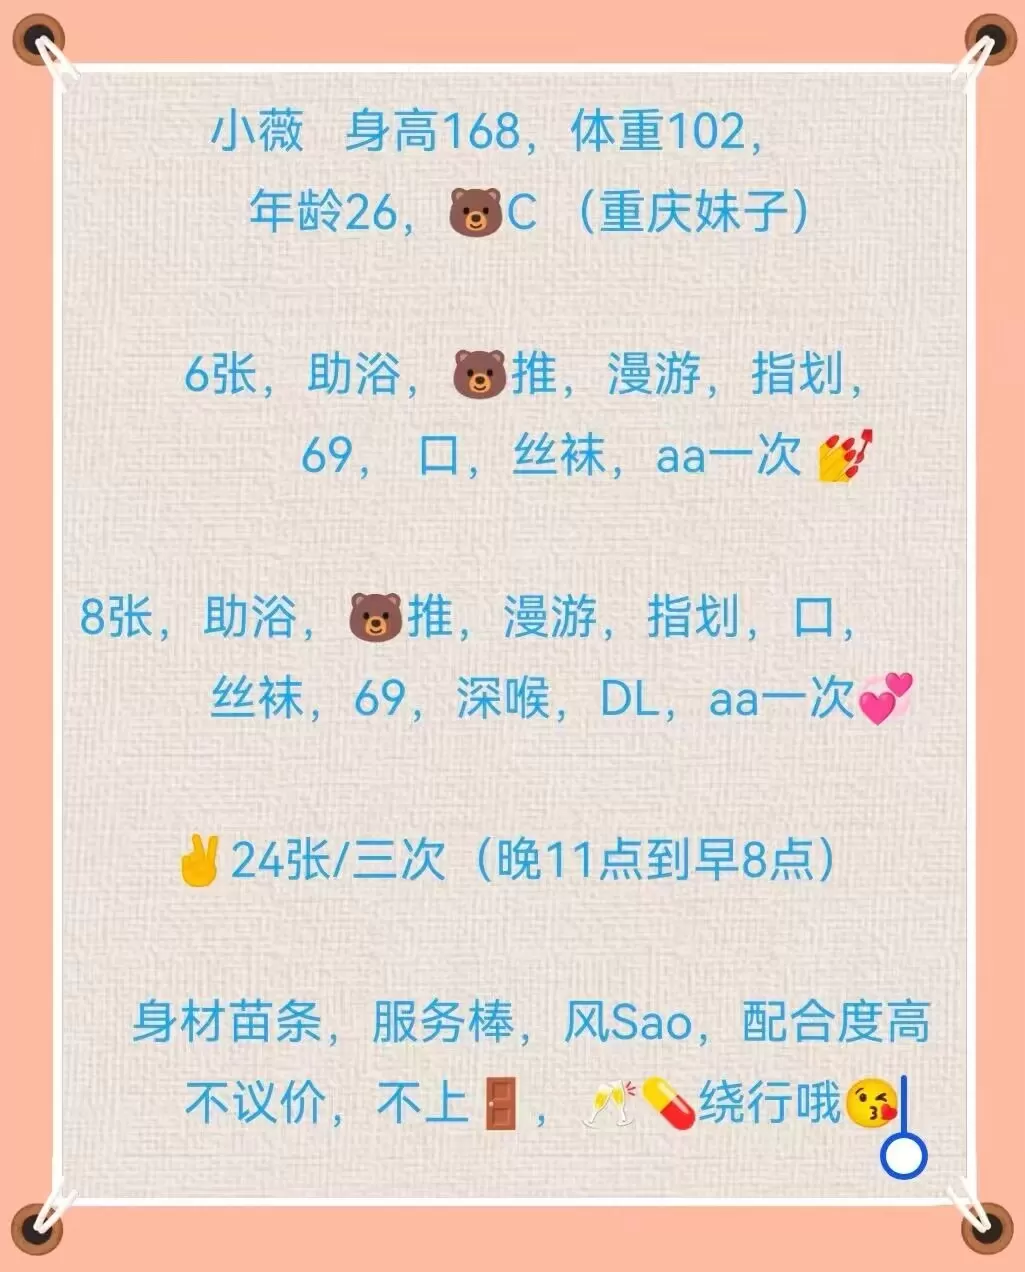 小薇 身高168，体重102，
年龄26，🐻C （重庆妹子）
6张，助浴，🐻推，漫游，指划，
69， 口，丝袜，aa一次💅
8张，助浴，🐻推，漫游，指划，口，
丝袜，69，深喉，DL，aa一次💞
✌24张/三次（晚11点到早8点）
身材苗条，服务棒，风Sao，配合度高
不议价，不上🚪，🥂💊绕行哦😘